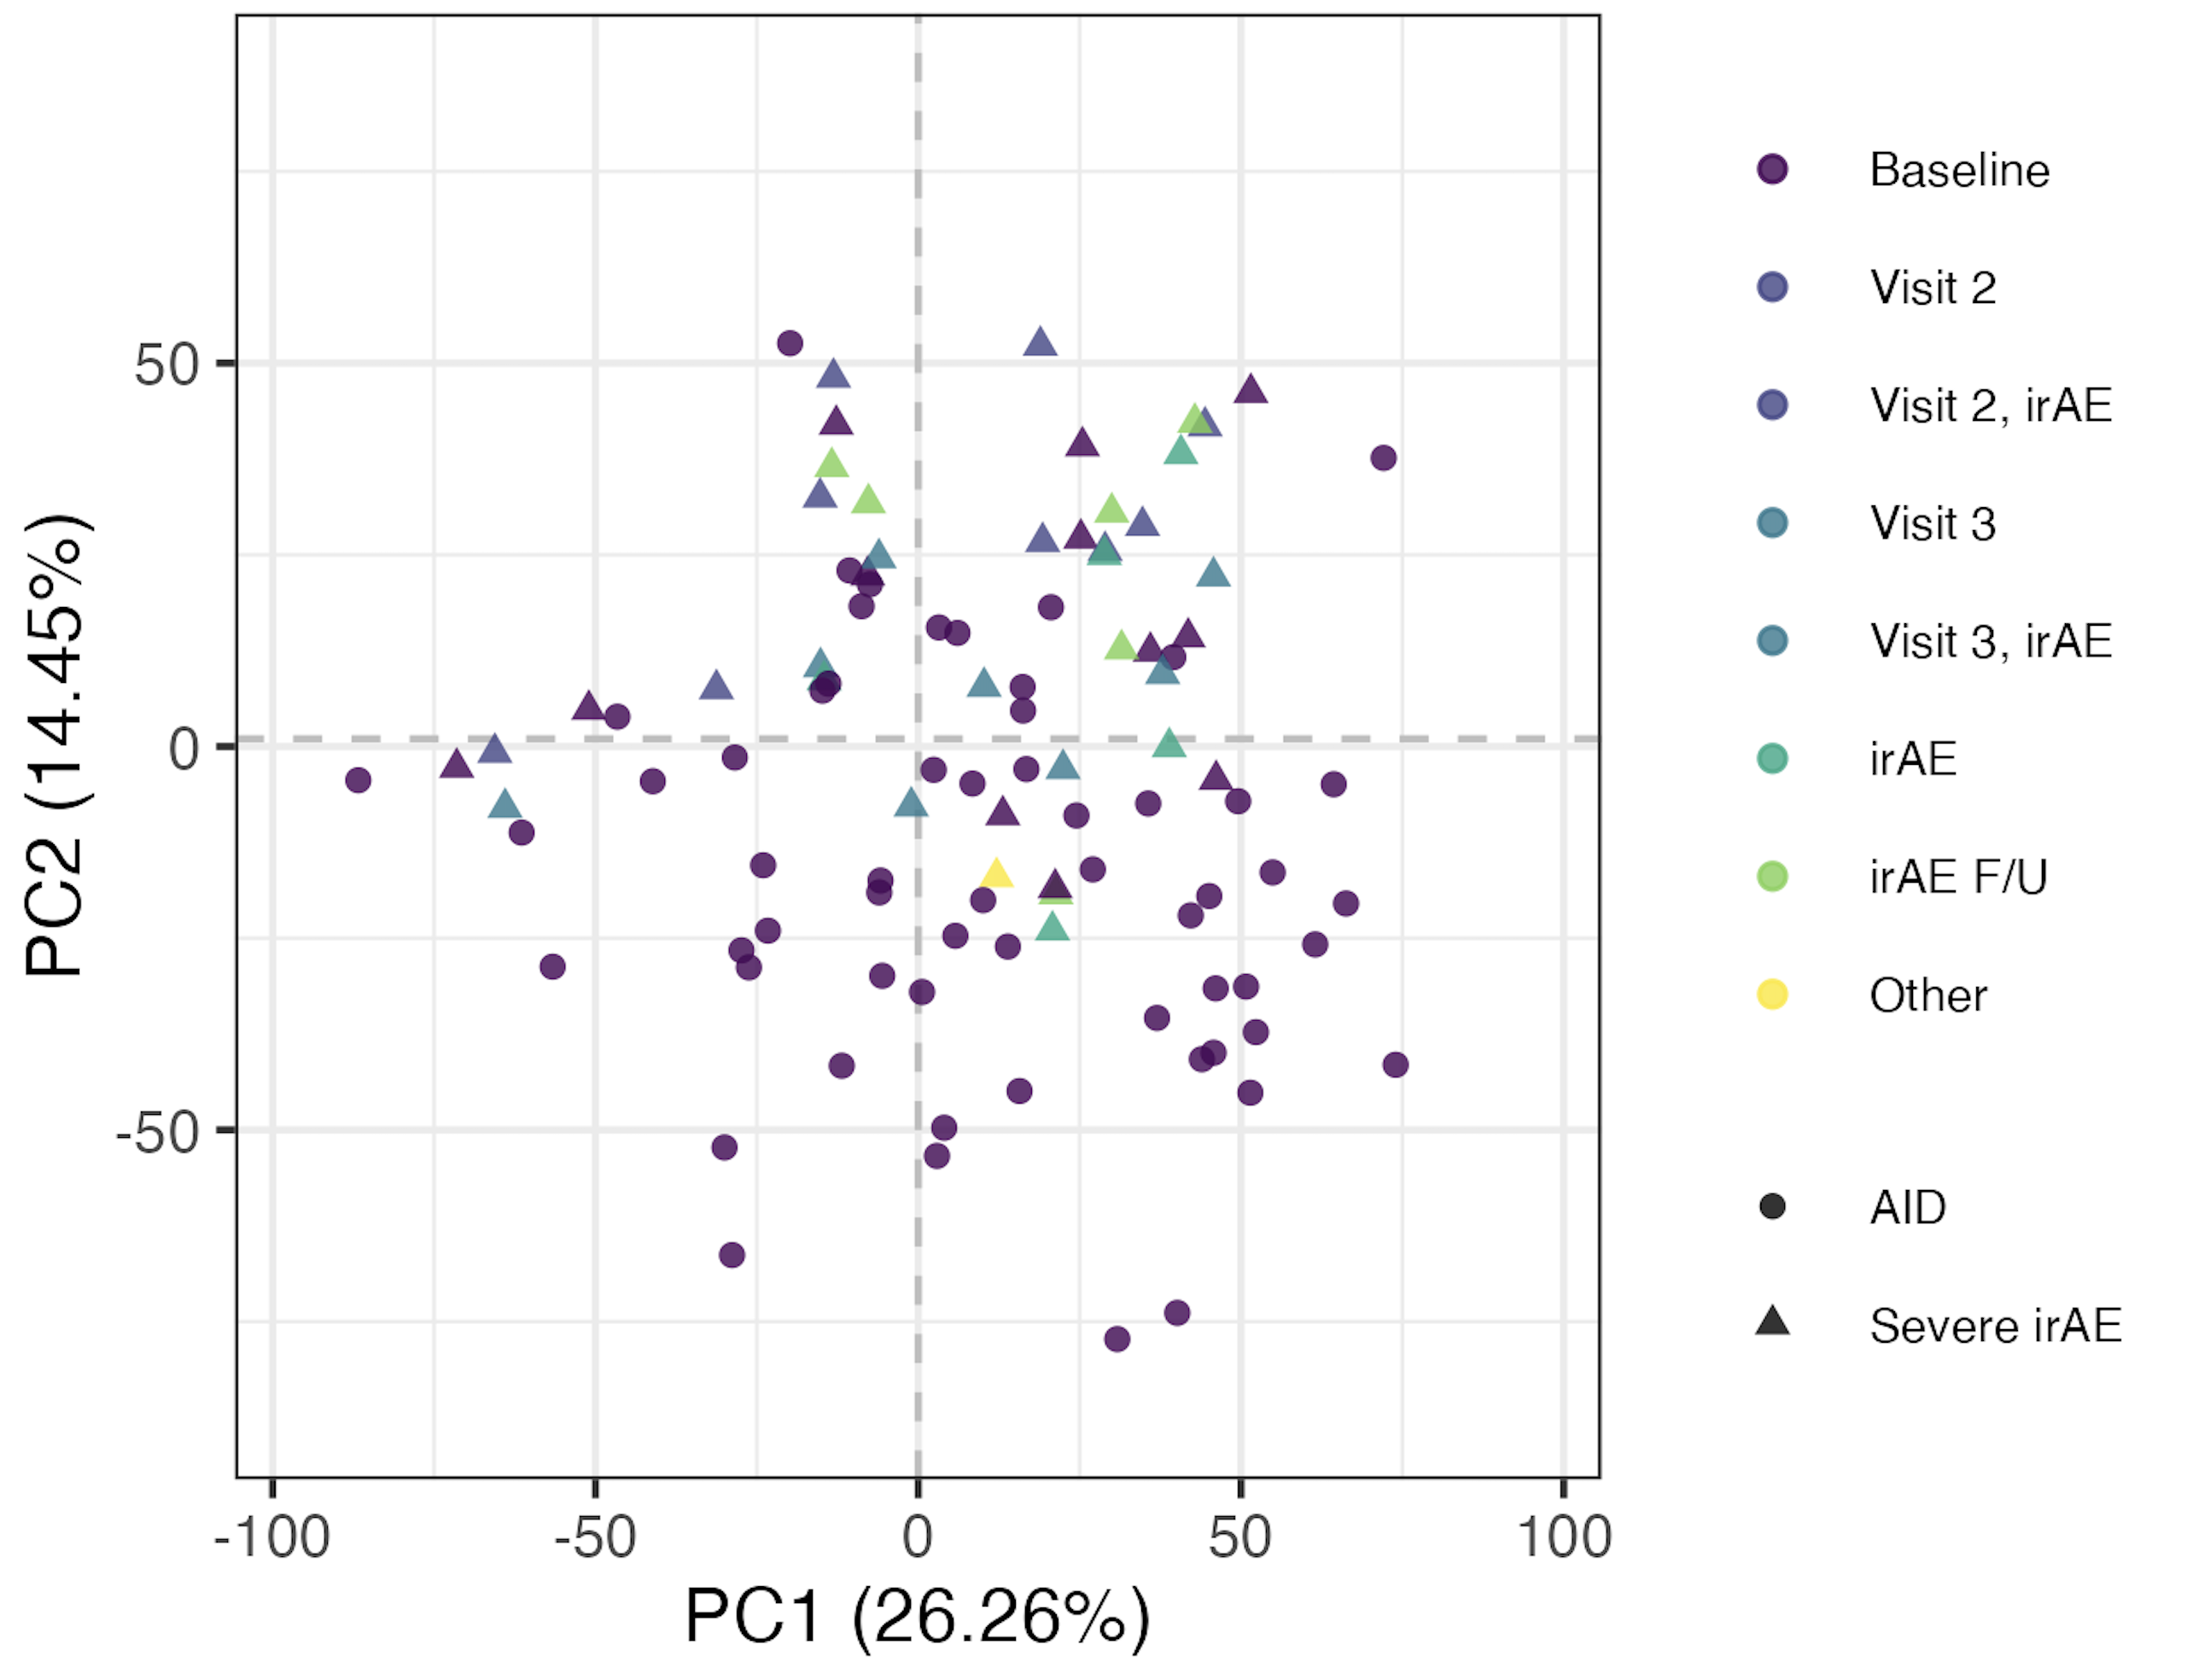 PC2 (14.45%)
50
0
-50
-100
-50
0
50
100
PC1 (26.26%)
Baseline
Visit 2
Visit 2, irAE
Visit 3
Visit 3, irAE
irAE
irAE F/U
Other
AID
Severe irAE